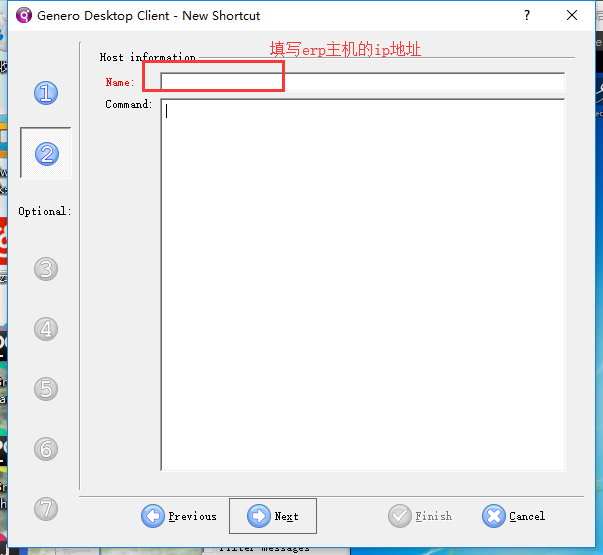 Genero Desktop Client - New Shortcut
填写erp主机的ip地址
Host information
Name:
1
Command:
2
Optional:
3
4
5
6
7
Previous
Next
Finish
Cancel
Filter messages